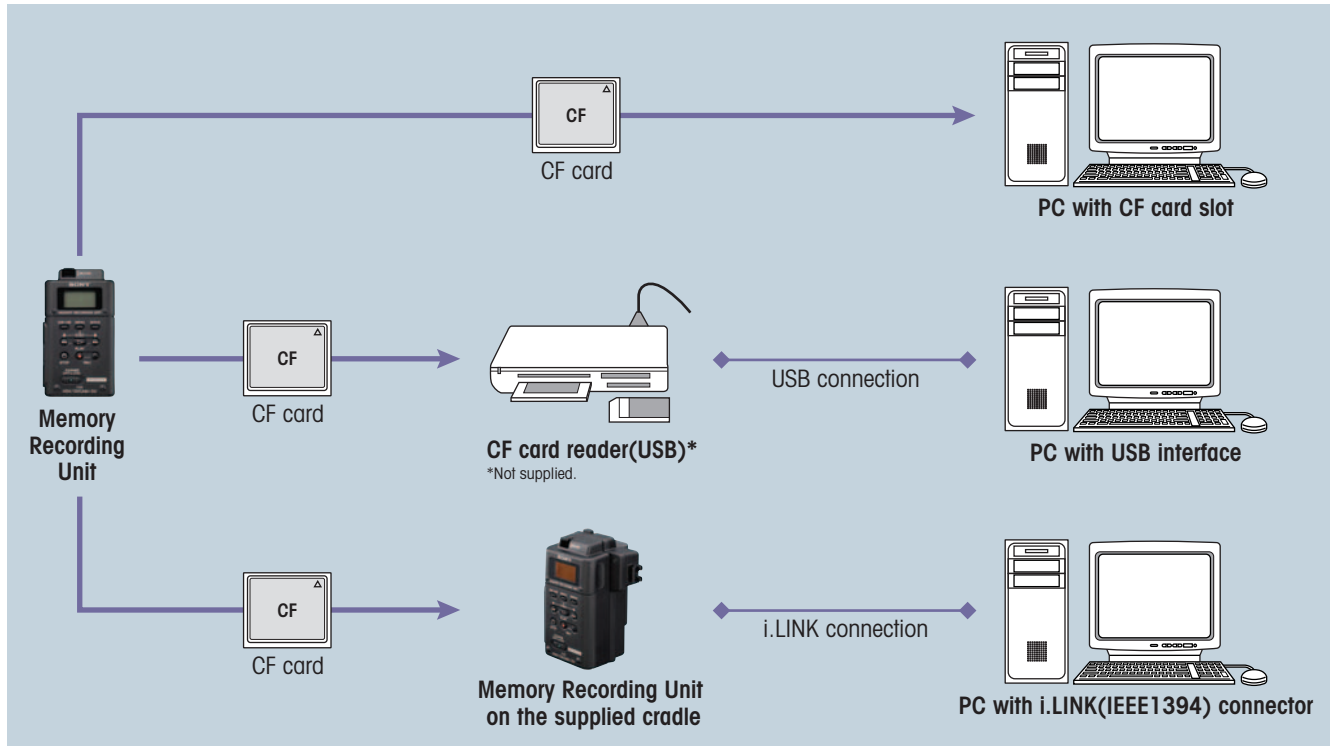 CF
CF card
PC with CF card slot
SONY
Memory
Recording
Unit
CF
CF card
CF card reader(USB)*
*Not supplied.
USB connection
PC with USB interface
CF
CF card
Memory Recording Unit
on the supplied cradle
i.LINK connection
PC with i.LINK(IEEE1394) connector